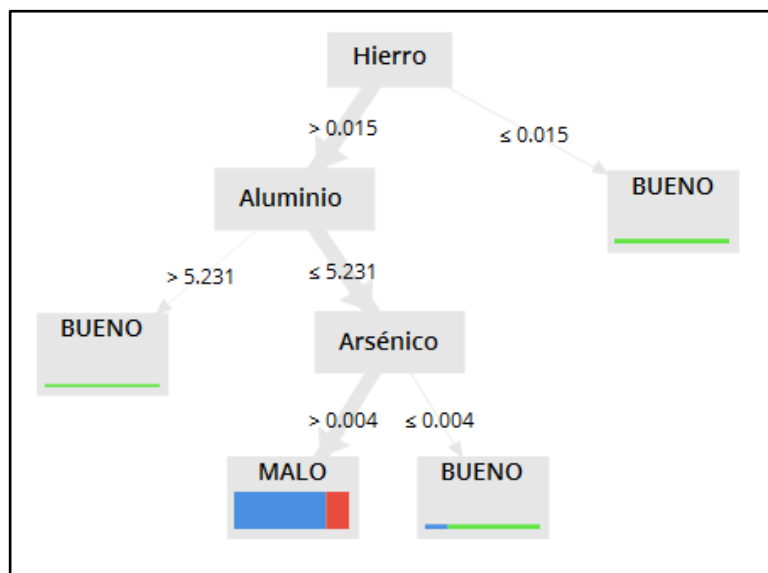 Hierro
> 0.015
≤ 0.015
Aluminio
BUENO
> 5.231
≤ 5.231
BUENO
Arsénico
> 0.004
≤ 0.004
MALO
BUENO